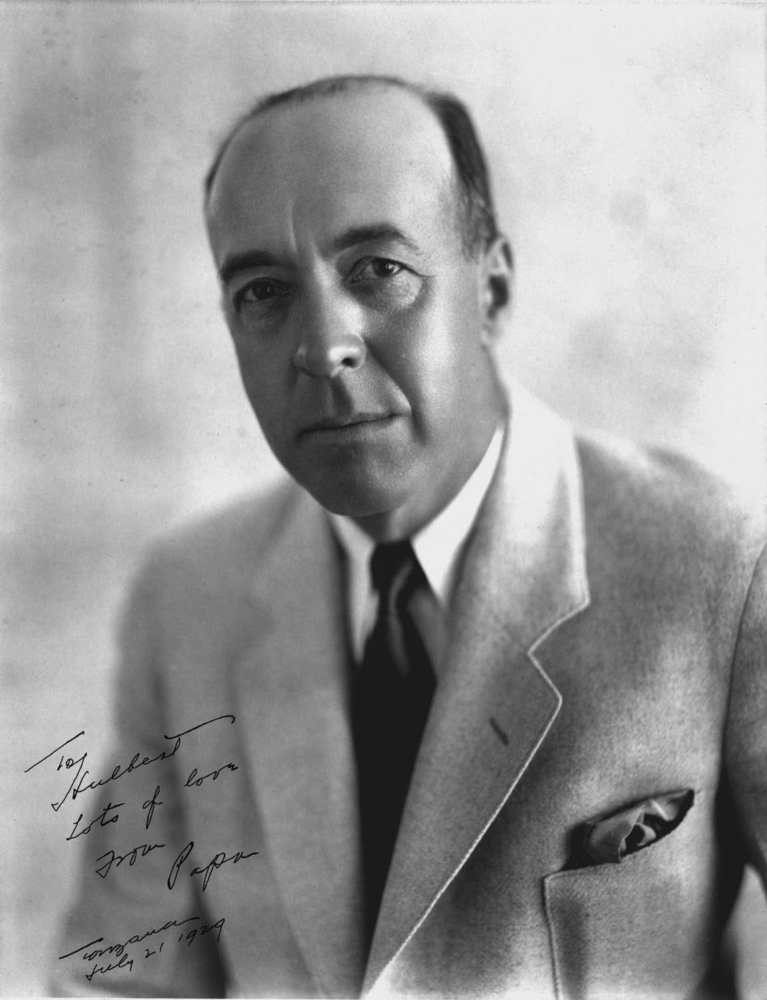 To
Hulbert
Lots of love
From Papa
Tarzana
July 21 1929